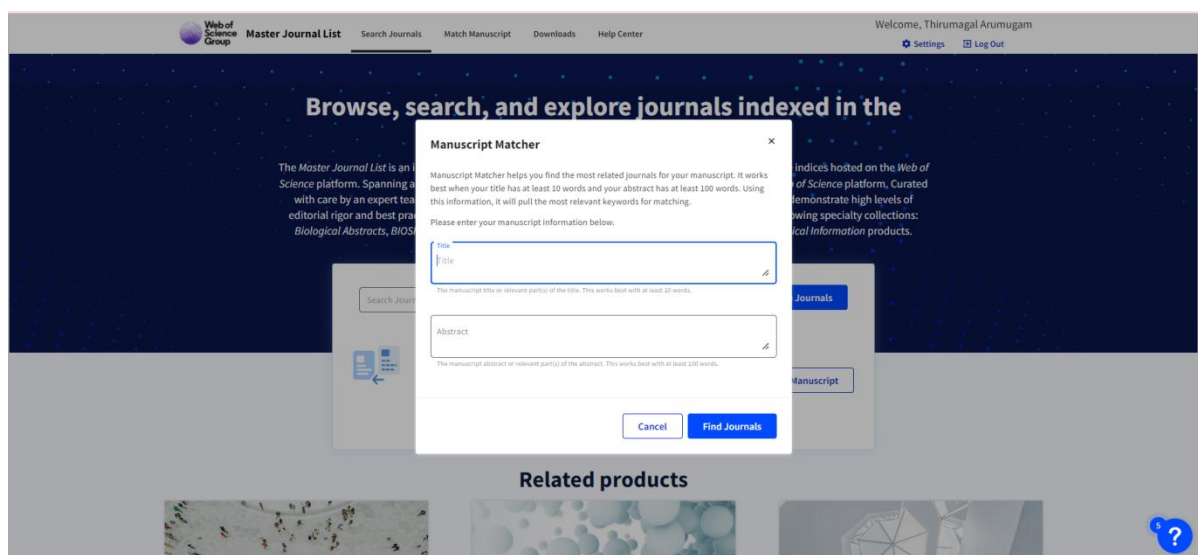 Web of
Science
Group
Master Journal List
Search Journals
Match Manuscript
Downloads
Help Center
Welcome, Thirumagal Arumugam
Settings
Log Out
Browse, search, and explore journals indexed in the
The Master Journal List is an i
indices hosted on the Web of
Science platform. Spanning a
of Science platform. Curated
with care by an expert tea
demonstrate high levels of
editorial rigor and best pra
owing specialty collections:
Biological Abstracts, BIOSI
ical Information products.
Manuscript Matcher
×
Manuscript Matcher helps you find the most related journals for your manuscript. It works
best when your title has at least 10 words and your abstract has at least 100 words. Using
this information, it will pull the most relevant keywords for matching.
Please enter your manuscript information below.
Title
Title
The manuscript title or relevant part(s) of the title. This works best with at least 10 words.
Search Journ
Journals
Abstract
The manuscript abstract or relevant part(s) of the abstract. This works best with at least 100 words.
Manuscript
Cancel
Find Journals
Related products
5
?